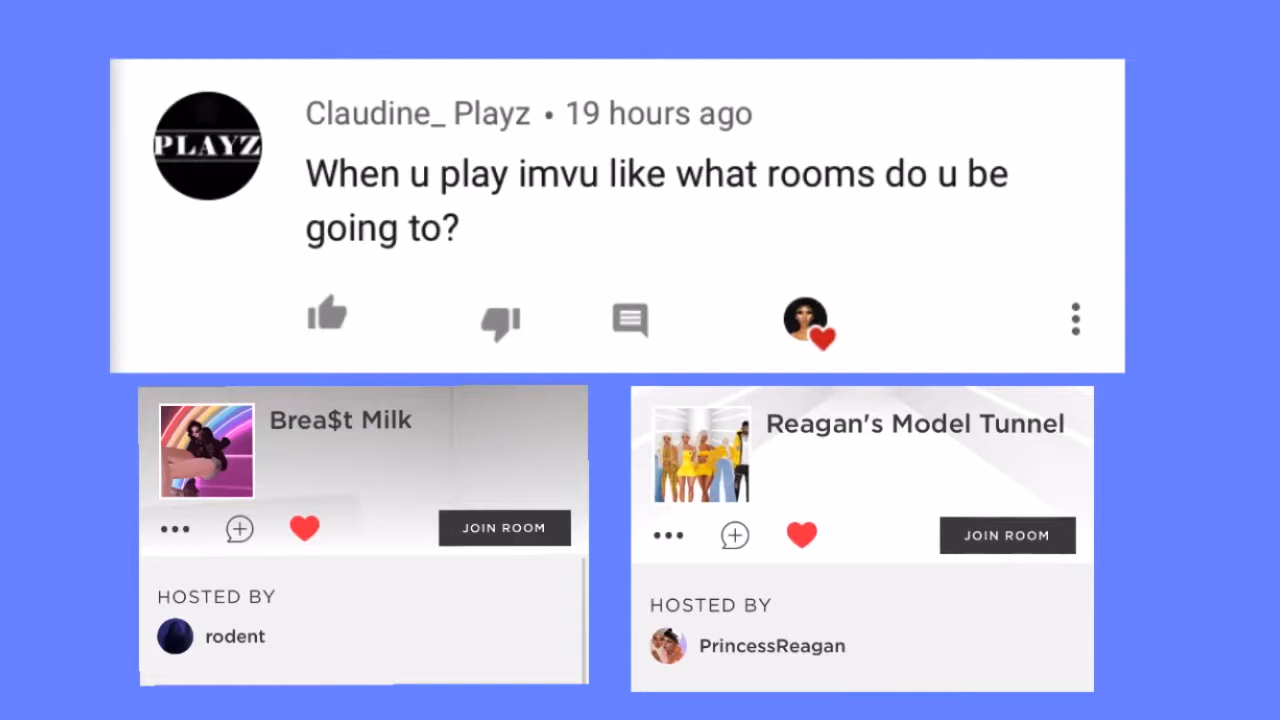 PLAYZ
Claudine_ Playz • 19 hours ago
When u play imvu like what rooms do u be
going to?
Brea$t Milk
JOIN ROOM
HOSTED BY
rodent
Reagan's Model Tunnel
JOIN ROOM
HOSTED BY
PrincessReagan